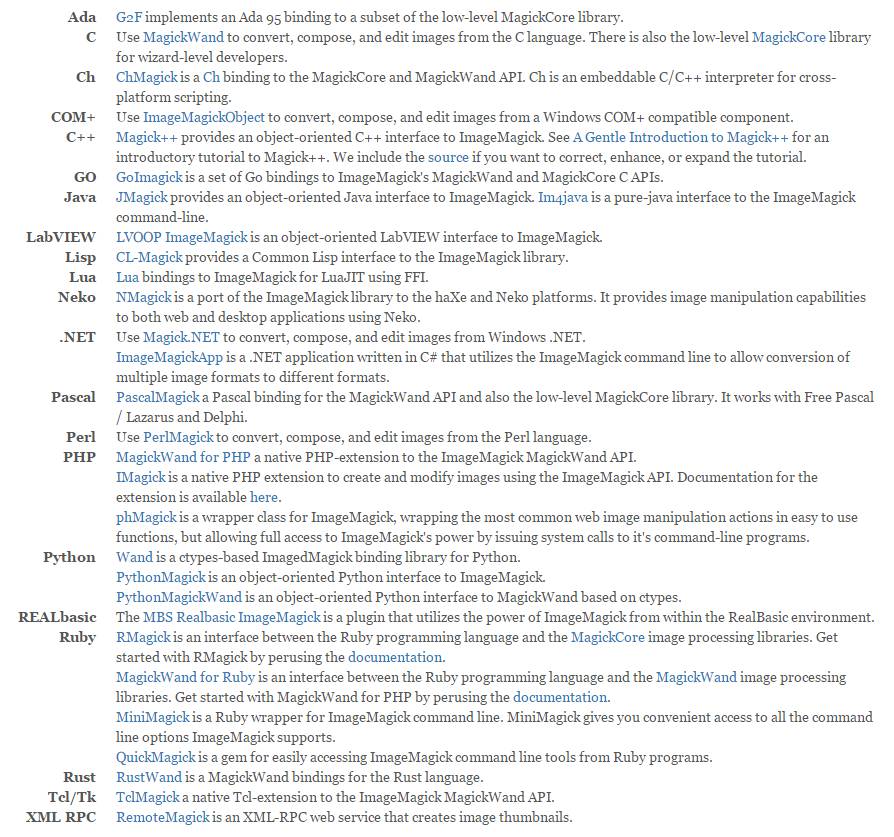 Ada G2F implements an Ada 95 binding to a subset of the low-level MagickCore library.
C Use MagickWand to convert, compose, and edit images from the C language. There is also the low-level MagickCore library
for wizard-level developers.
Ch ChMagick is a Ch binding to the MagickCore and MagickWand API. Ch is an embeddable C/C++ interpreter for cross-
platform scripting.
COM+ Use ImageMagickObject to convert, compose, and edit images from a Windows COM+ compatible component.
C++ Magick++ provides an object-oriented C++ interface to ImageMagick. See A Gentle Introduction to Magick++ for an
introductory tutorial to Magick++. We include the source if you want to correct, enhance, or expand the tutorial.
GO GoImagick is a set of Go bindings to ImageMagick's MagickWand and MagickCore C APIs.
Java JMagick provides an object-oriented Java interface to ImageMagick. Im4java is a pure-java interface to the ImageMagick
command-line.
LabVIEW LVOOP ImageMagick is an object-oriented LabVIEW interface to ImageMagick.
Lisp CL-Magick provides a Common Lisp interface to the ImageMagick library.
Lua Lua bindings to ImageMagick for LuaJIT using FFI.
Neko NMagick is a port of the ImageMagick library to the haXe and Neko platforms. It provides image manipulation capabilities
to both web and desktop applications using Neko.
.NET Use Magick.NET to convert, compose, and edit images from Windows .NET.
ImageMagickApp is a .NET application written in C# that utilizes the ImageMagick command line to allow conversion of
multiple image formats to different formats.
Pascal PascalMagick a Pascal binding for the MagickWand API and also the low-level MagickCore library. It works with Free Pascal
/ Lazarus and Delphi.
Perl Use PerlMagick to convert, compose, and edit images from the Perl language.
PHP MagickWand for PHP a native PHP-extension to the ImageMagick MagickWand API.
IMagick is a native PHP extension to create and modify images using the ImageMagick API. Documentation for the
extension is available here.
phMagick is a wrapper class for ImageMagick, wrapping the most common web image manipulation actions in easy to use
functions, but allowing full access to ImageMagick's power by issuing system calls to it's command-line programs.
Python Wand is a ctypes-based ImagedMagick binding library for Python.
PythonMagick is an object-oriented Python interface to ImageMagick.
PythonMagickWand is an object-oriented Python interface to MagickWand based on ctypes.
REALbasic The MBS Realbasic ImageMagick is a plugin that utilizes the power of ImageMagick from within the RealBasic environment.
Ruby RMagick is an interface between the Ruby programming language and the MagickCore image processing libraries. Get
started with RMagick by perusing the documentation.
MagickWand for Ruby is an interface between the Ruby programming language and the MagickWand image processing
libraries. Get started with MagickWand for PHP by perusing the documentation.
MiniMagick is a Ruby wrapper for ImageMagick command line. MiniMagick gives you convenient access to all the command
line options ImageMagick supports.
QuickMagick is a gem for easily accessing ImageMagick command line tools from Ruby programs.
Rust RustWand is a MagickWand bindings for the Rust language.
Tcl/Tk TclMagick a native Tcl-extension to the ImageMagick MagickWand API.
XML RPC RemoteMagick is an XML-RPC web service that creates image thumbnails.